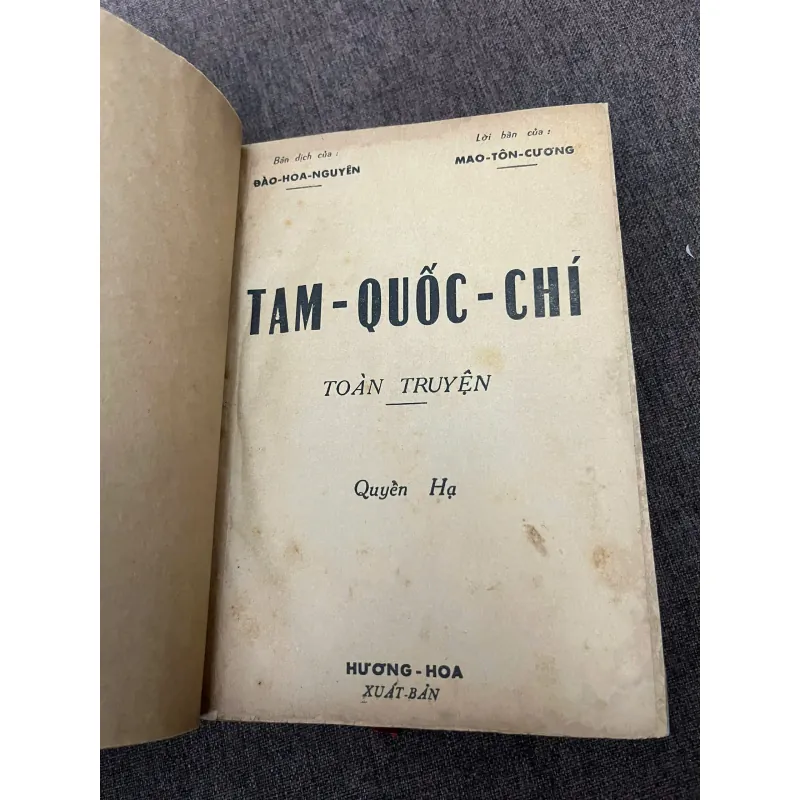 Bản dịch của :
ĐÀO-HOA-NGUYÊN
Lời bàn của :
MAO-TÔN-CƯƠNG
TAM-QUỐC-CHÍ
TOÀN TRUYỆN
Quyền Hạ
HƯƠNG-HOA
XUẤT-BẢN